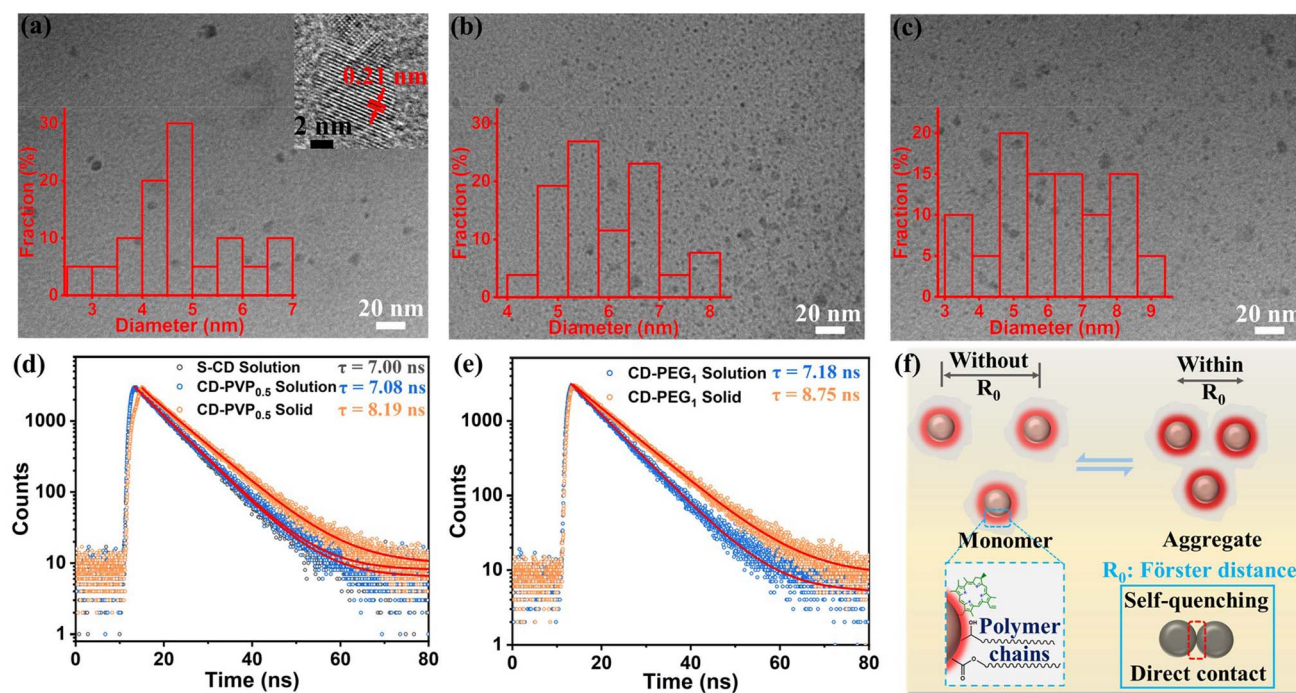 (a)
0.21 nm
2 nm
30
20
10
0
Fraction (%)
3 4 5 6 7
Diameter (nm)
20 nm
(b)
30
20
10
0
Fraction (%)
4 5 6 7 8
Diameter (nm)
20 nm
(c)
20
15
10
5
0
Fraction (%)
3 4 5 6 7 8 9
Diameter (nm)
20 nm
(d)
S-CD Solution τ = 7.00 ns
CD-PVP0.5 Solution τ = 7.08 ns
CD-PVP0.5 Solid τ = 8.19 ns
1000
100
10
1
Counts
0 20 40 60 80
Time (ns)
(e)
CD-PEG1 Solution τ = 7.18 ns
CD-PEG1 Solid τ = 8.75 ns
1000
100
10
1
Counts
0 20 40 60 80
Time (ns)
(f)
Without
R0
Within
R0
Monomer
Aggregate
R0: Förster distance
OH
Polymer
chains
O
O
Self-quenching
Direct contact